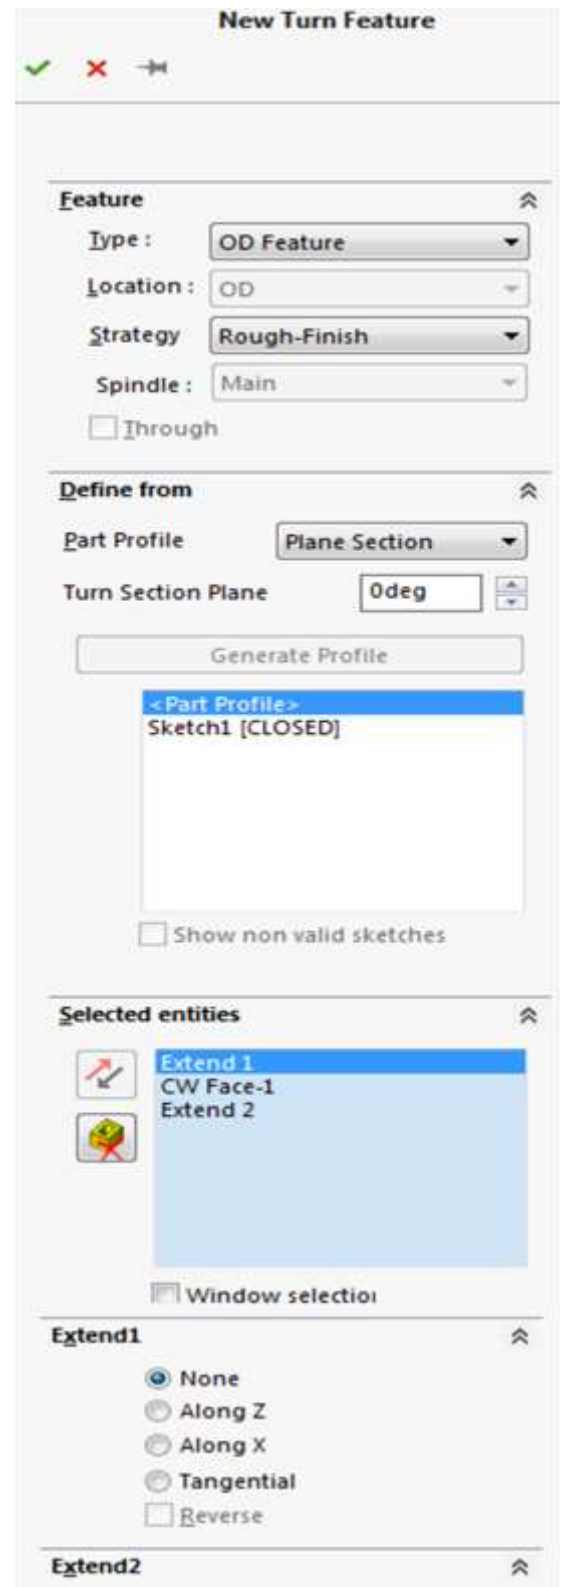 New Turn Feature
Feature
Type : OD Feature
Location : OD
Strategy Rough-Finish
Spindle : Main
Through
Define from
Part Profile Plane Section
Turn Section Plane 0deg
Generate Profile
<Part Profile>
Sketch1 [CLOSED]
Show non valid sketches
Selected entities
Extend 1
CW Face-1
Extend 2
Window selection
Extend1
None
Along Z
Along X
Tangential
Reverse
Extend2